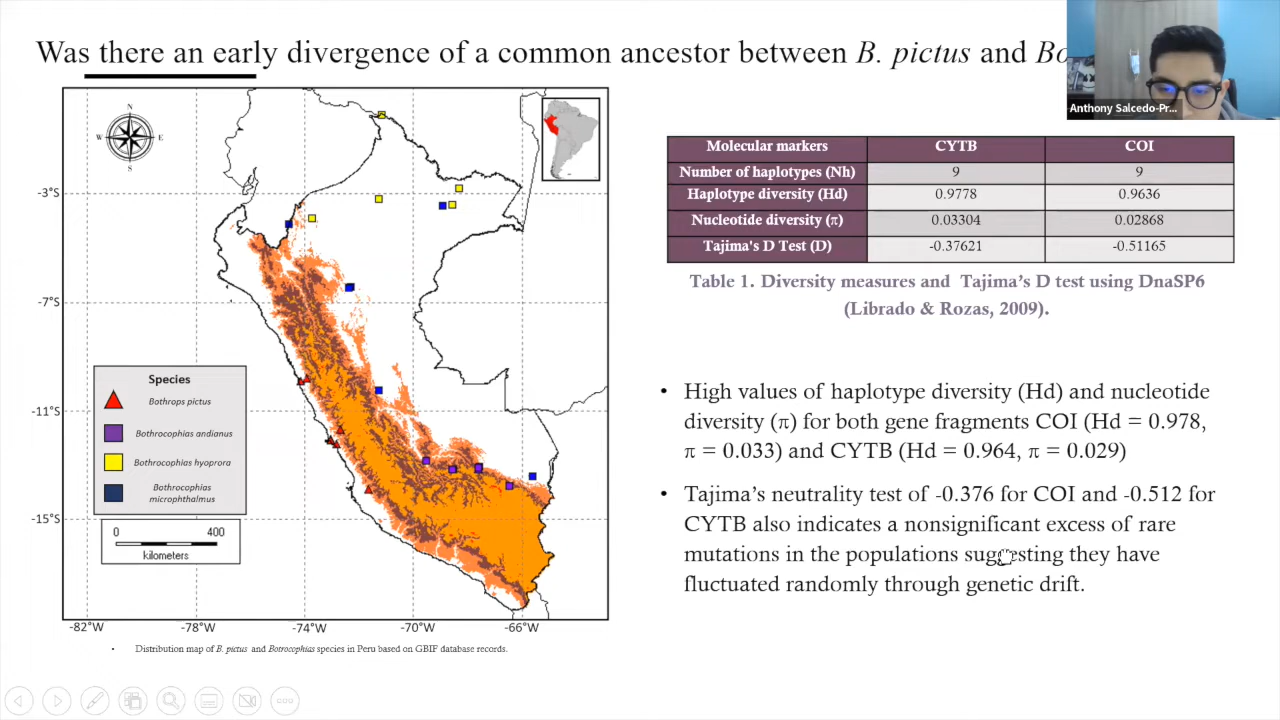 Was there an early divergence of a common ancestor between B. pictus and Bo
Anthony Salcedo-Pr...
N
W E
S
-3°S
-7°S
-11°S
-15°S
-82°W -78°W -74°W -70°W -66°W
Species
Bothrops pictus
Bothrocophias andianus
Bothrocophias hyoprora
Bothrocophias
microphthalmus
0 400
kilometers
• Distribution map of B. pictus and Botrocophias species in Peru based on GBIF database records.
Molecular markers CYTB COI
Number of haplotypes (Nh) 9 9
Haplotype diversity (Hd) 0.9778 0.9636
Nucleotide diversity (π) 0.03304 0.02868
Tajima's D Test (D) -0.37621 -0.51165
Table 1. Diversity measures and Tajima's D test using DnaSP6
(Librado & Rozas, 2009).
• High values of haplotype diversity (Hd) and nucleotide
diversity (π) for both gene fragments COI (Hd = 0.978,
π = 0.033) and CYTB (Hd = 0.964, π = 0.029)
• Tajima's neutrality test of -0.376 for COI and -0.512 for
CYTB also indicates a nonsignificant excess of rare
mutations in the populations suggesting they have
fluctuated randomly through genetic drift.